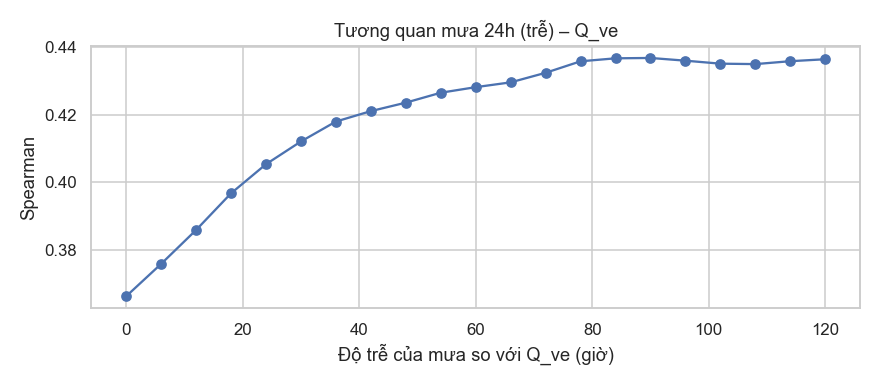 Tương quan mưa 24h (trễ) – Q_ve
Spearman
0.44
0.42
0.40
0.38
0 20 40 60 80 100 120
Độ trễ của mưa so với Q_ve (giờ)